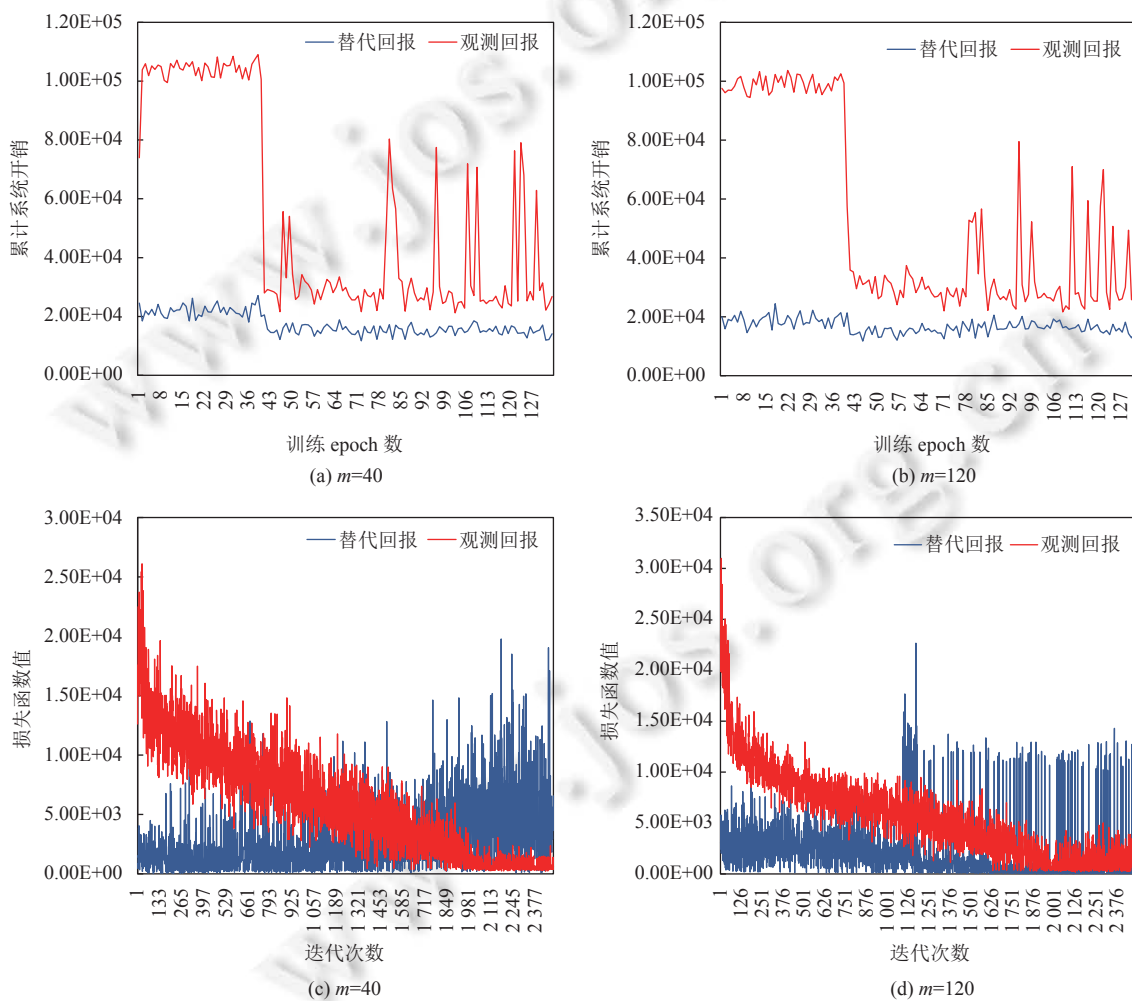 1.20E+05
1.00E+05
8.00E+04
6.00E+04
4.00E+04
2.00E+04
0.00E+00
累计系统开销
替代回报 观测回报
1 8 15 22 29 36 43 50 57 64 71 78 85 92 99 106 113 120 127
训练 epoch 数
(a) m=40
1.20E+05
1.00E+05
8.00E+04
6.00E+04
4.00E+04
2.00E+04
0.00E+00
累计系统开销
替代回报 观测回报
1 8 15 22 29 36 43 50 57 64 71 78 85 92 99 106 113 120 127
训练 epoch 数
(b) m=120
3.00E+04
2.50E+04
2.00E+04
1.50E+04
1.00E+04
5.00E+03
0.00E+00
损失函数值
替代回报 观测回报
1 133 265 397 529 661 793 925 1 057 1 189 1 321 1 453 1 585 1 717 1 849 1 981 2 113 2 245 2 377
迭代次数
(c) m=40
3.50E+04
3.00E+04
2.50E+04
2.00E+04
1.50E+04
1.00E+04
5.00E+03
0.00E+00
损失函数值
替代回报 观测回报
1 126 251 376 501 626 751 876 1 001 1 126 1 251 1 376 1 501 1 626 1 751 1 876 2 001 2 126 2 251 2 376
迭代次数
(d) m=120
www.jos.org.cn